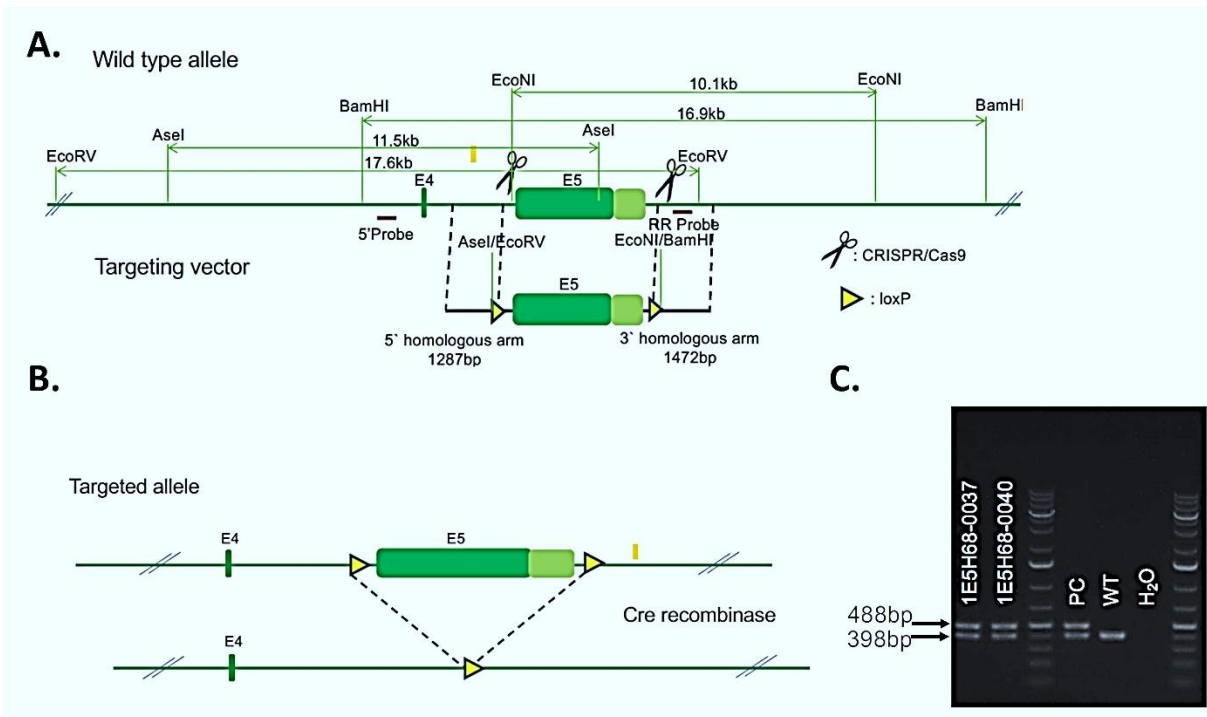 A.
Wild type allele
EcoNI
10.1kb
EcoNI
BamHI
16.9kb
BamHI
AseI
11.5kb
AseI
EcoRV
17.6kb
EcoRV
E4
E5
5'Probe
RR Probe
AseI/EcoRV
EcoNI/BamHI
: CRISPR/Cas9
Targeting vector
E5
: loxP
5` homologous arm
1287bp
3` homologous arm
1472bp
B.
Targeted allele
E4
E5
Cre recombinase
E4
C.
1E5H68-0037
1E5H68-0040
PC
WT
H₂O
488bp
398bp